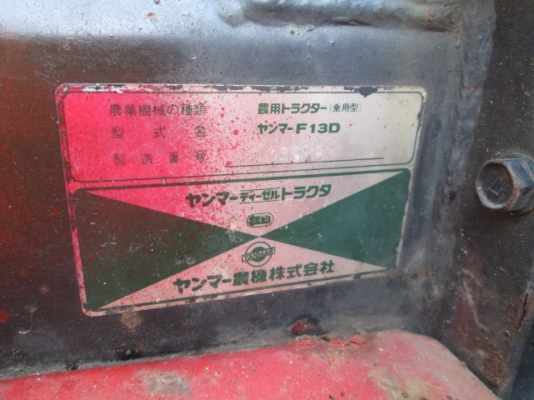 農業機械の種類 農用トラクター(乗用型)
型式名 ヤンマーF13D
製造番号
ヤンマーディーゼルトラクタ
YANMAR
ヤンマー農機株式会社